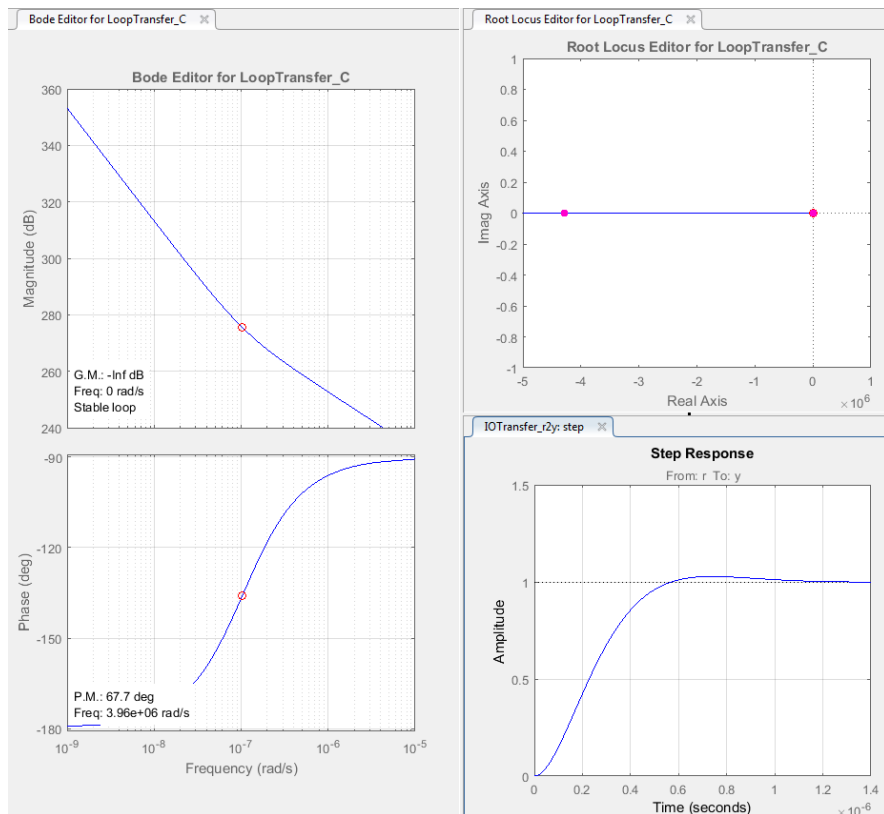 Bode Editor for LoopTransfer_C
Bode Editor for LoopTransfer_C
360
340
320
300
280
260
240
Magnitude (dB)
G.M.: -Inf dB
Freq: 0 rad/s
Stable loop
-90
-120
-150
-180
Phase (deg)
P.M.: 67.7 deg
Freq: 3.96e+06 rad/s
10^-9
10^-8
10^-7
10^-6
10^-5
Frequency (rad/s)
Root Locus Editor for LoopTransfer_C
Root Locus Editor for LoopTransfer_C
1
0.8
0.6
0.4
0.2
0
-0.2
-0.4
-0.6
-0.8
-1
Imag Axis
-5
-4
-3
-2
-1
0
1
× 10^6
Real Axis
IOTransfer_r2y: step
Step Response
From: r To: y
1.5
1
0.5
0
Amplitude
0
0.2
0.4
0.6
0.8
1
1.2
1.4
× 10^-6
Time (seconds)